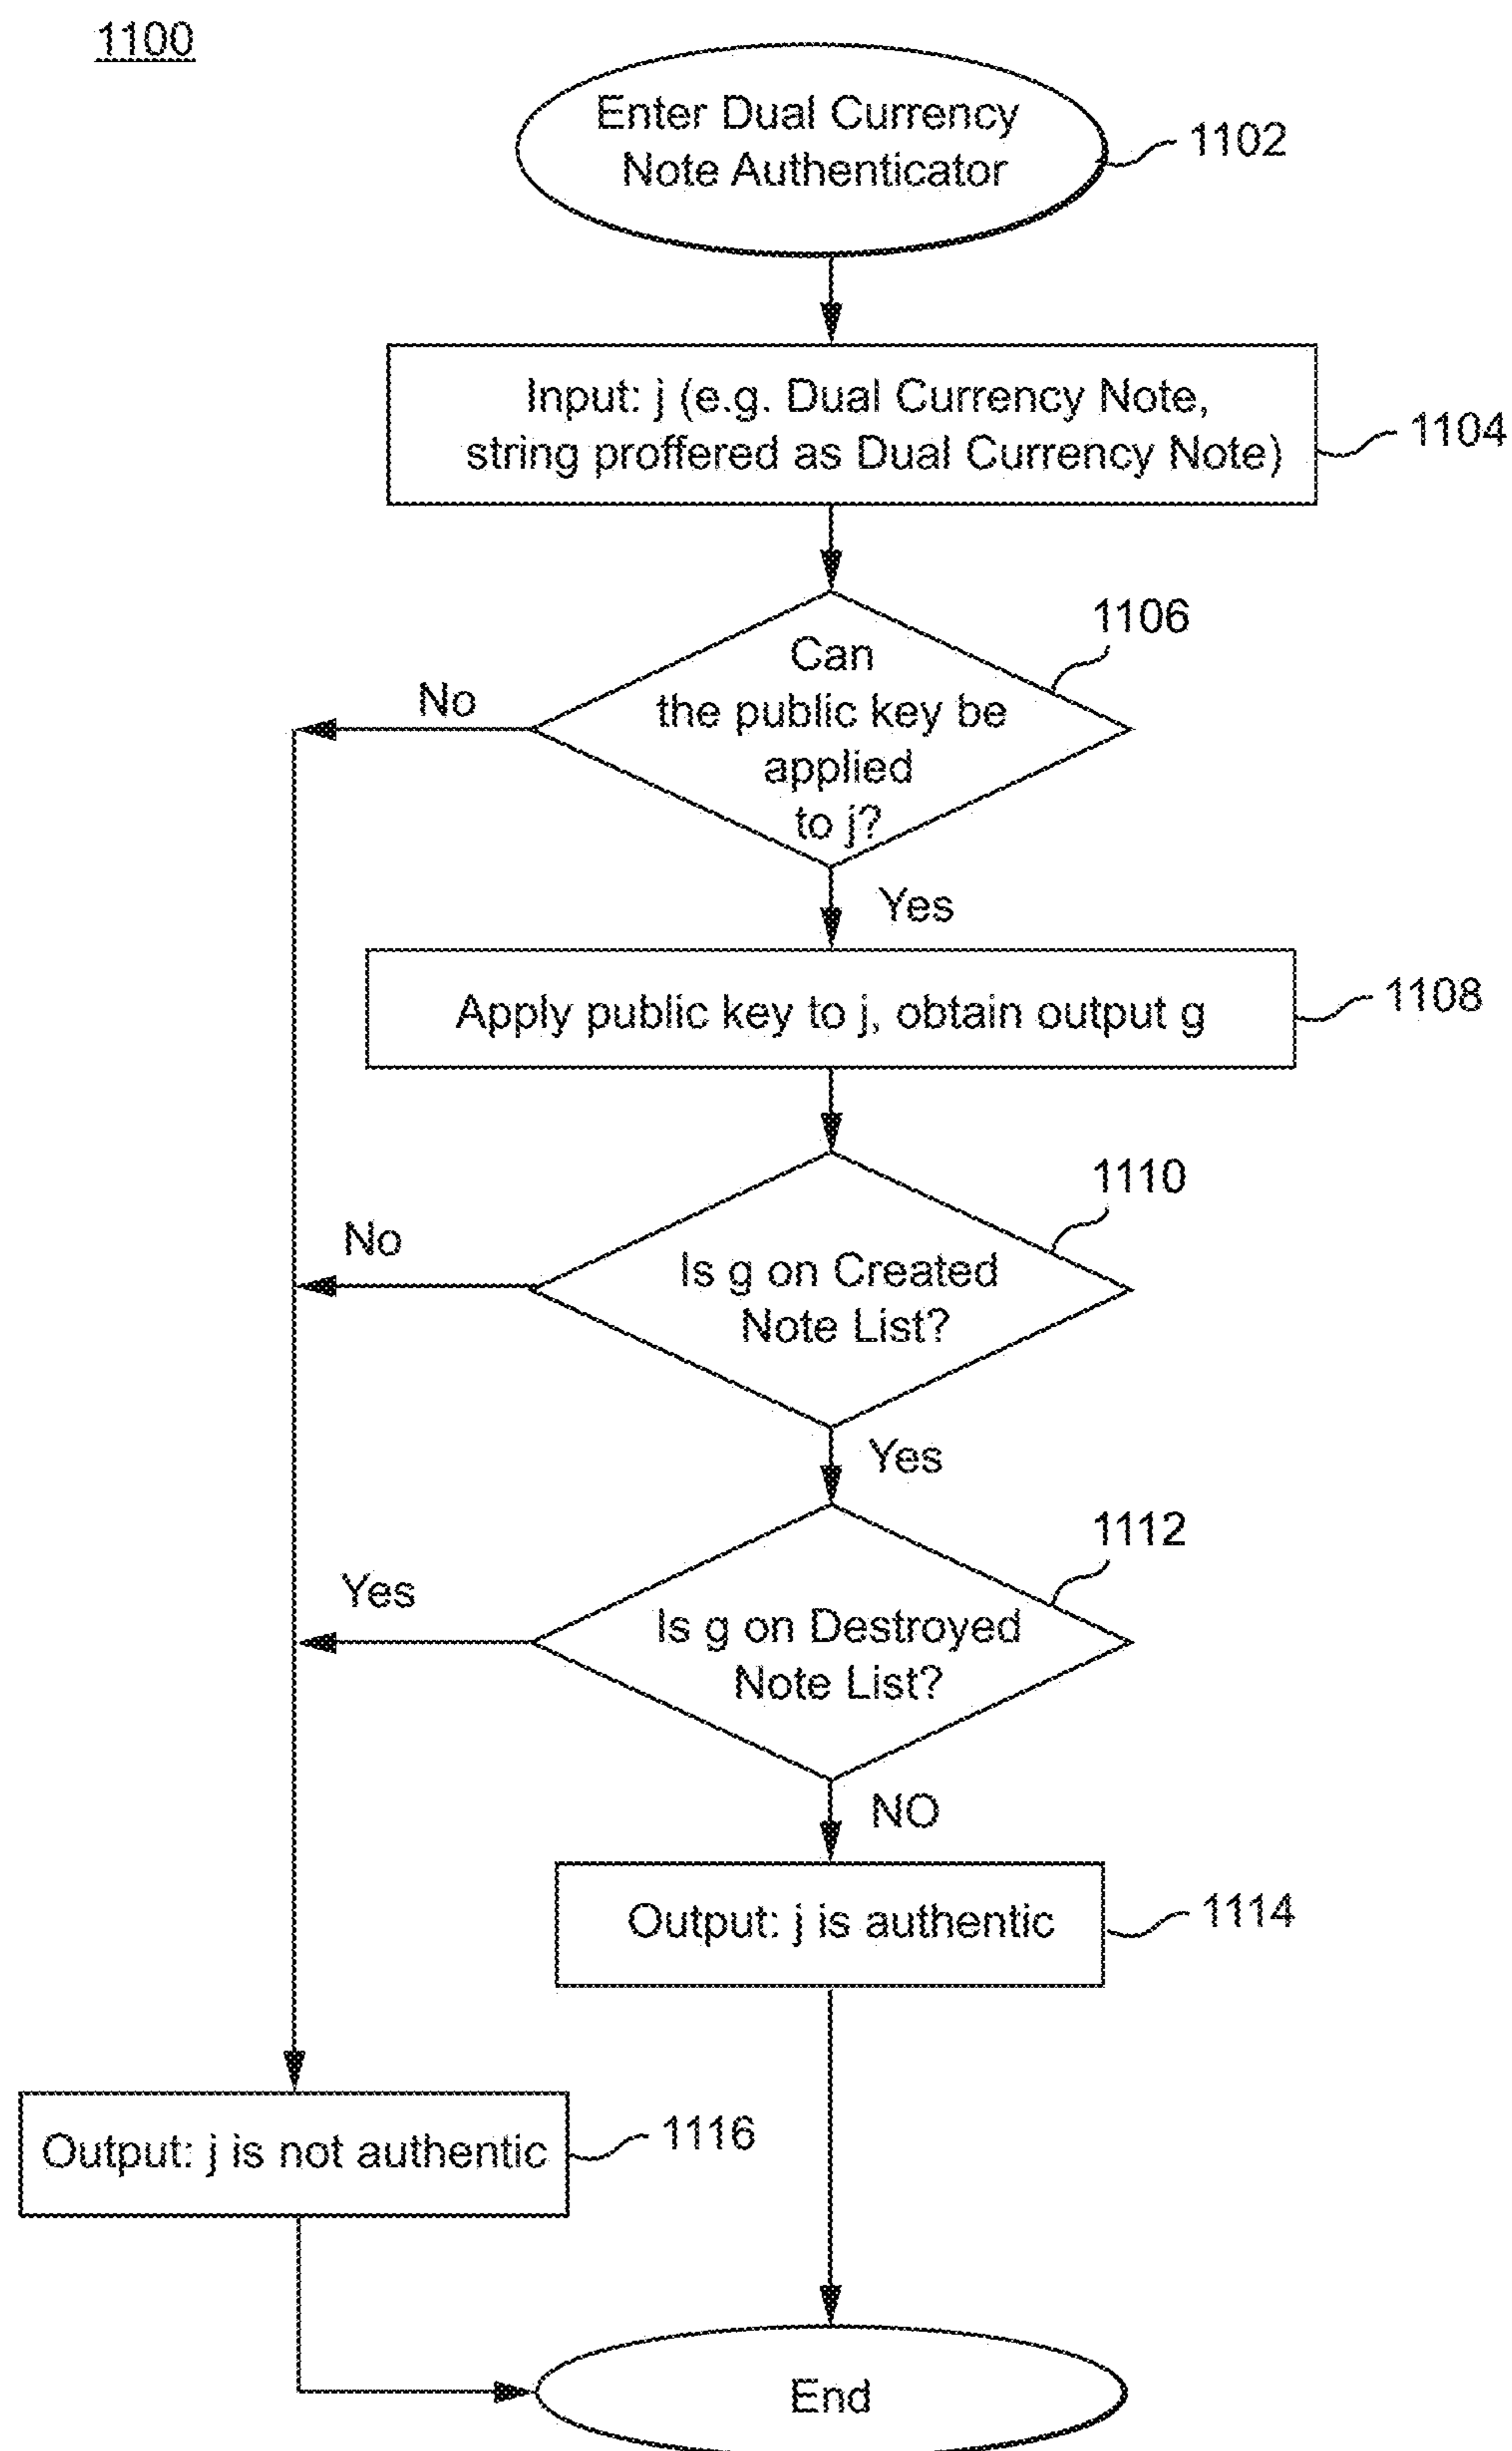 1100
Enter Dual Currency
Note Authenticator
1102
Input: j (e.g. Dual Currency Note,
string proffered as Dual Currency Note)
1104
1106
Can
the public key be
applied
to j?
No
Yes
Apply public key to j, obtain output g
1108
1110
No
Is g on Created
Note List?
Yes
1112
Yes
Is g on Destroyed
Note List?
NO
Output: j is authentic
1114
Output: j is not authentic
1116
End